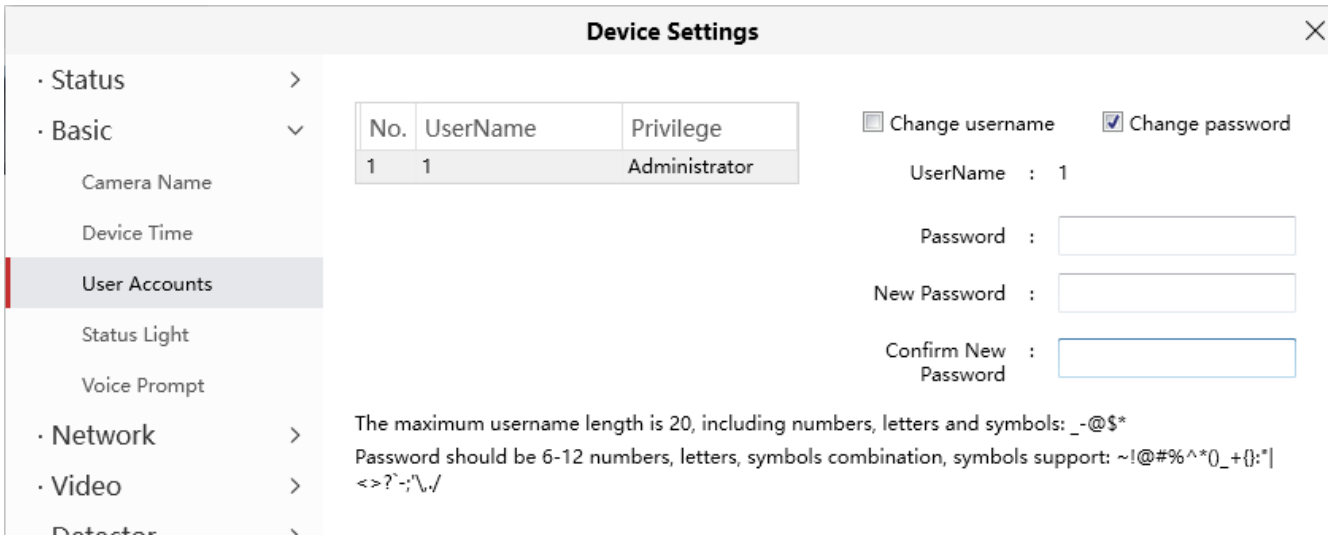 Device Settings
· Status
· Basic
Camera Name
Device Time
User Accounts
Status Light
Voice Prompt
· Network
· Video
· Detector
No. UserName Privilege
1 1 Administrator
Change username Change password
UserName : 1
Password :
New Password :
Confirm New :
Password
The maximum username length is 20, including numbers, letters and symbols: _-@$*
Password should be 6-12 numbers, letters, symbols combination, symbols support: ~!@#%^*()_+{}:"|
<>?`-;'\,./